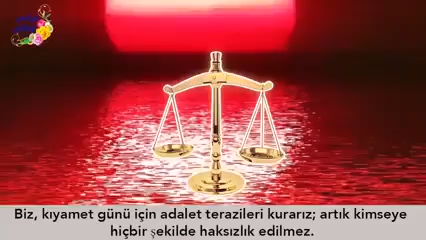 Biz, kıyamet günü için adalet terazileri kurarız; artık kimseye
hiçbir şekilde haksızlık edilmez.